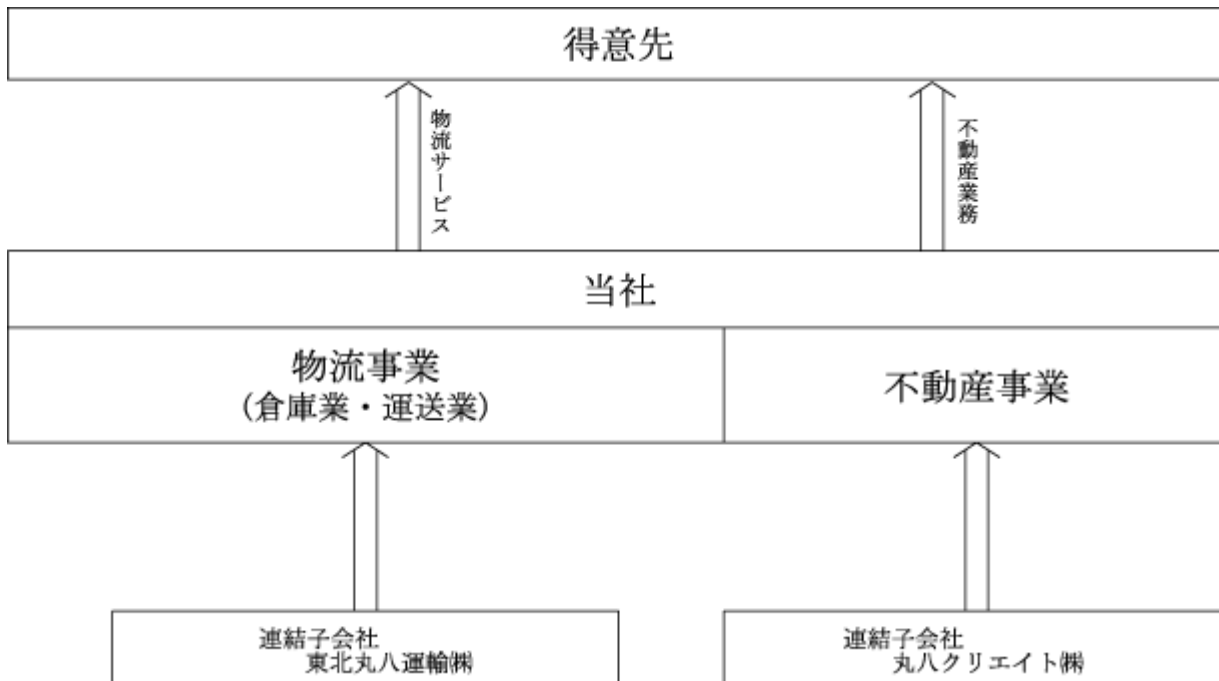 得意先
物流サービス
不動産業務
当社
物流事業
(倉庫業・運送業)
不動産事業
連結子会社
東北丸八運輸㈱
連結子会社
丸八クリエイト㈱